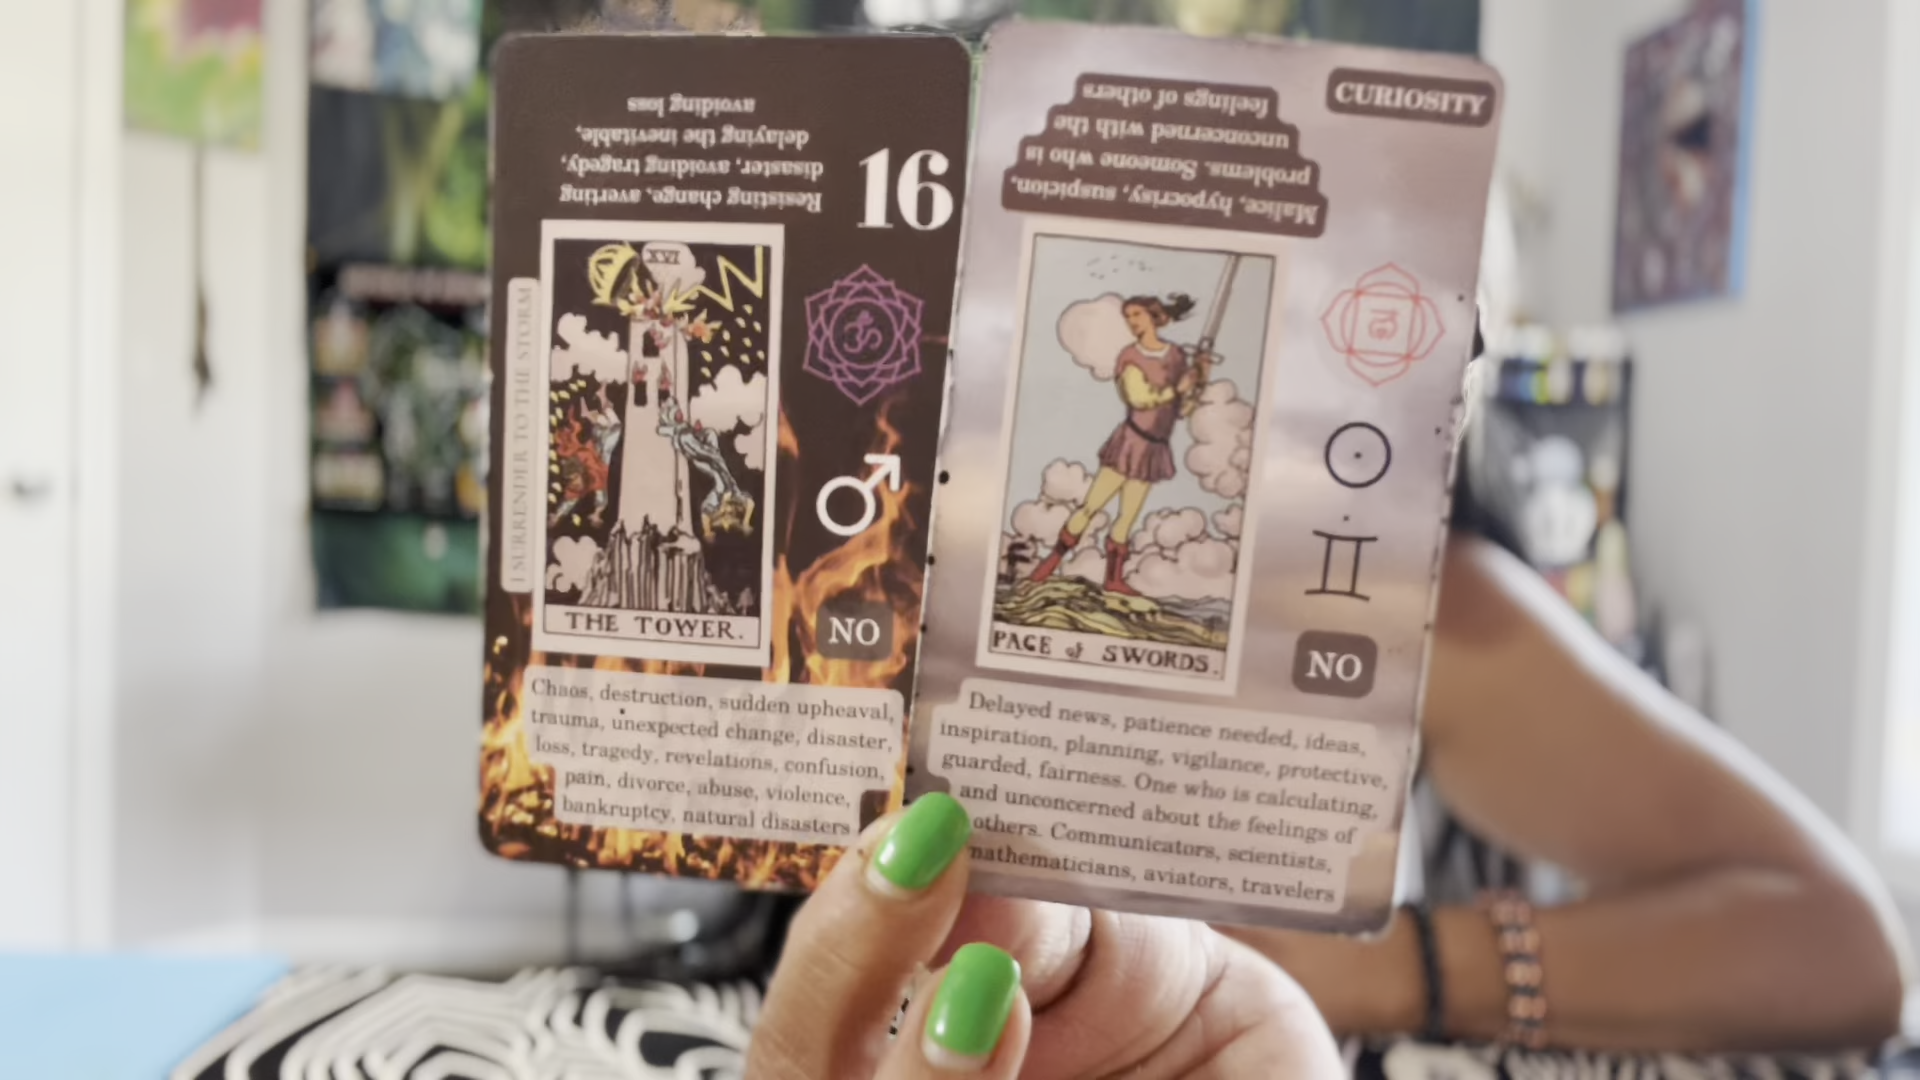 Resisting change, averting
disaster, avoiding tragedy,
delaying the inevitable,
avoiding loss
16
I SURRENDER TO THE STORM
XVI
THE TOWER.
NO
Chaos, destruction, sudden upheaval,
trauma, unexpected change, disaster,
loss, tragedy, revelations, confusion,
pain, divorce, abuse, violence,
bankruptcy, natural disasters
CURIOSITY
Malice, hypocrisy, suspicion,
problems. Someone who is
unconcerned with the
feelings of others
PAGE of SWORDS.
NO
Delayed news, patience needed, ideas,
inspiration, planning, vigilance, protective,
guarded, fairness. One who is calculating,
and unconcerned about the feelings of
others. Communicators, scientists,
mathematicians, aviators, travelers